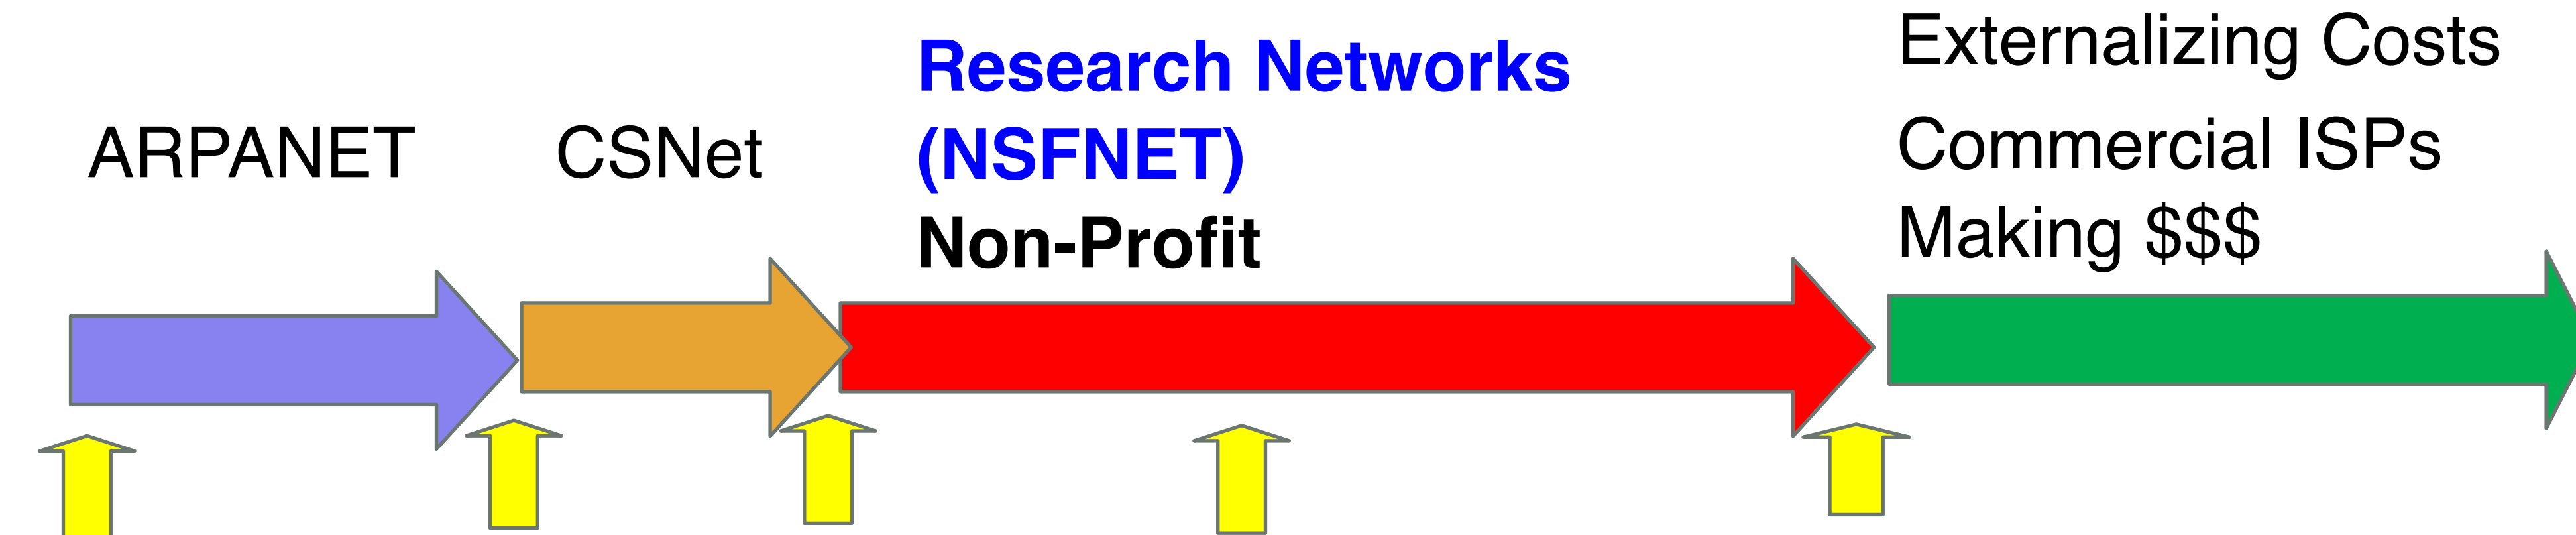 ARPANET
CSNet
Research Networks
(NSFNET)
Non-Profit
Externalizing Costs
Commercial ISPs
Making $$$